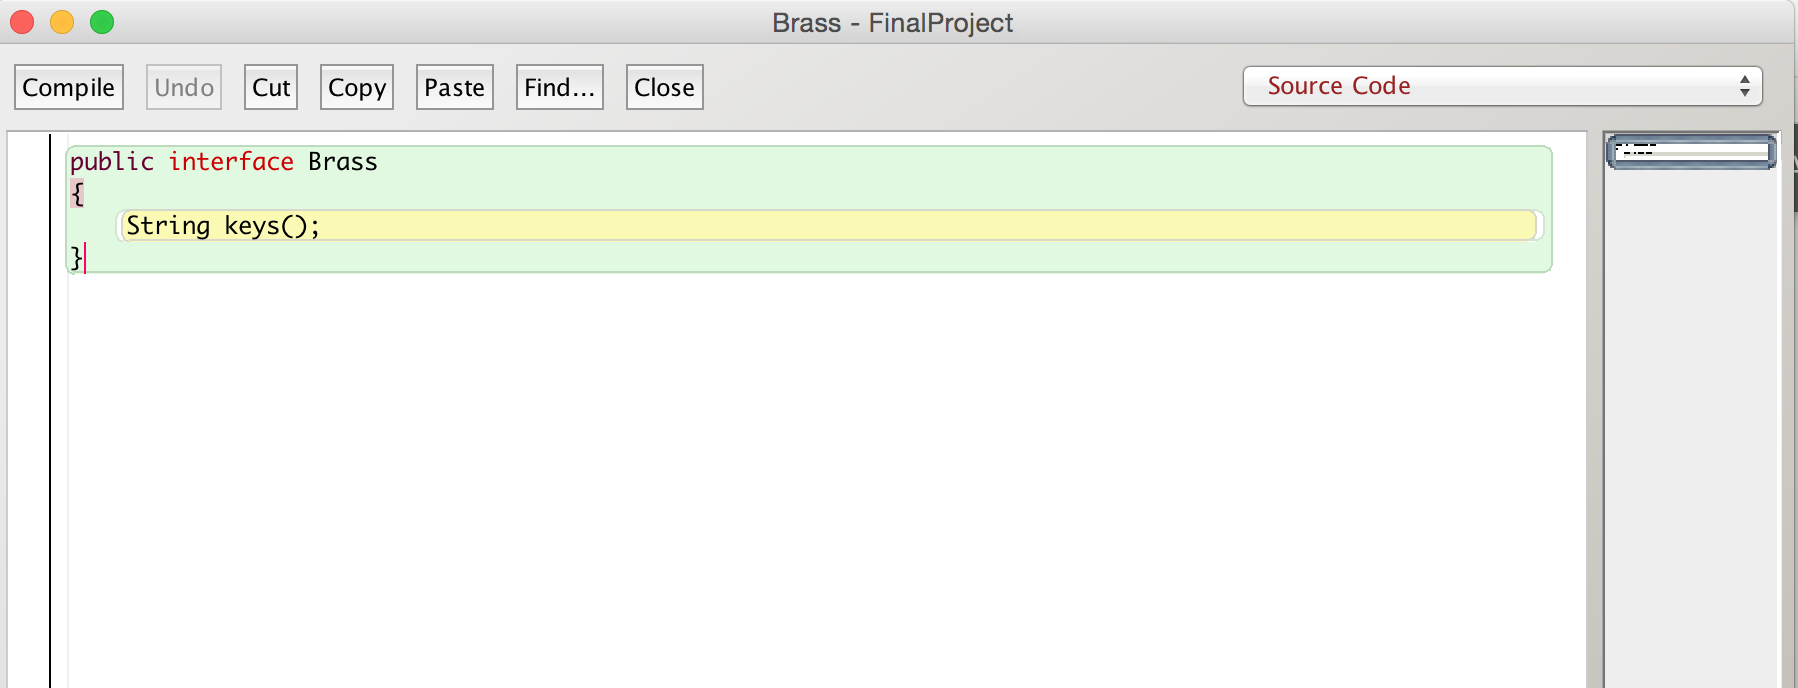 Brass - FinalProject
Compile Undo Cut Copy Paste Find... Close Source Code
public interface Brass
{
    String keys();
}